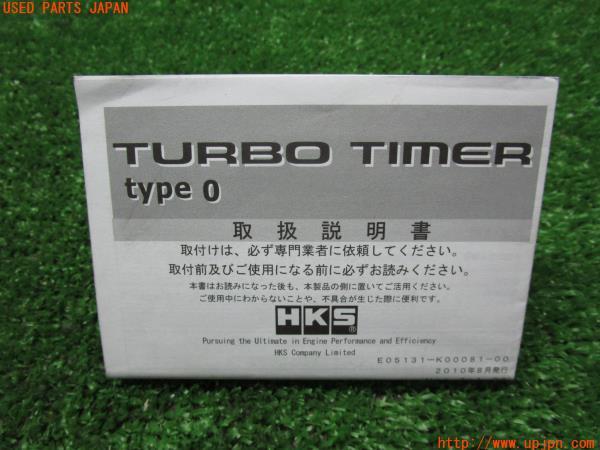 USED PARTS JAPAN
TURBO TIMER
type 0
取扱説明書
取付けは、必ず専門業者に依頼してください。
取付前及びご使用になる前に必ずお読みください。
本書はお読みになった後も、本製品の側に置いてご活用ください。
ご使用中にわからないことや、不具合が生じた際に便利です。
HKS®
Pursuing the Ultimate in Engine Performance and Efficiency
HKS Company Limited
E05131-K00081-00
2010年8月発行
http://www.upjpn.com